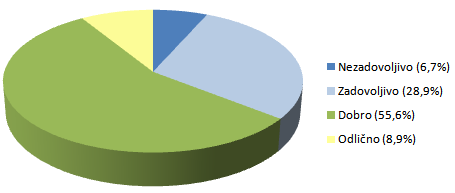 Nezadovoljivo (6,7%)
Zadovoljivo (28,9%)
Dobro (55,6%)
Odlično (8,9%)